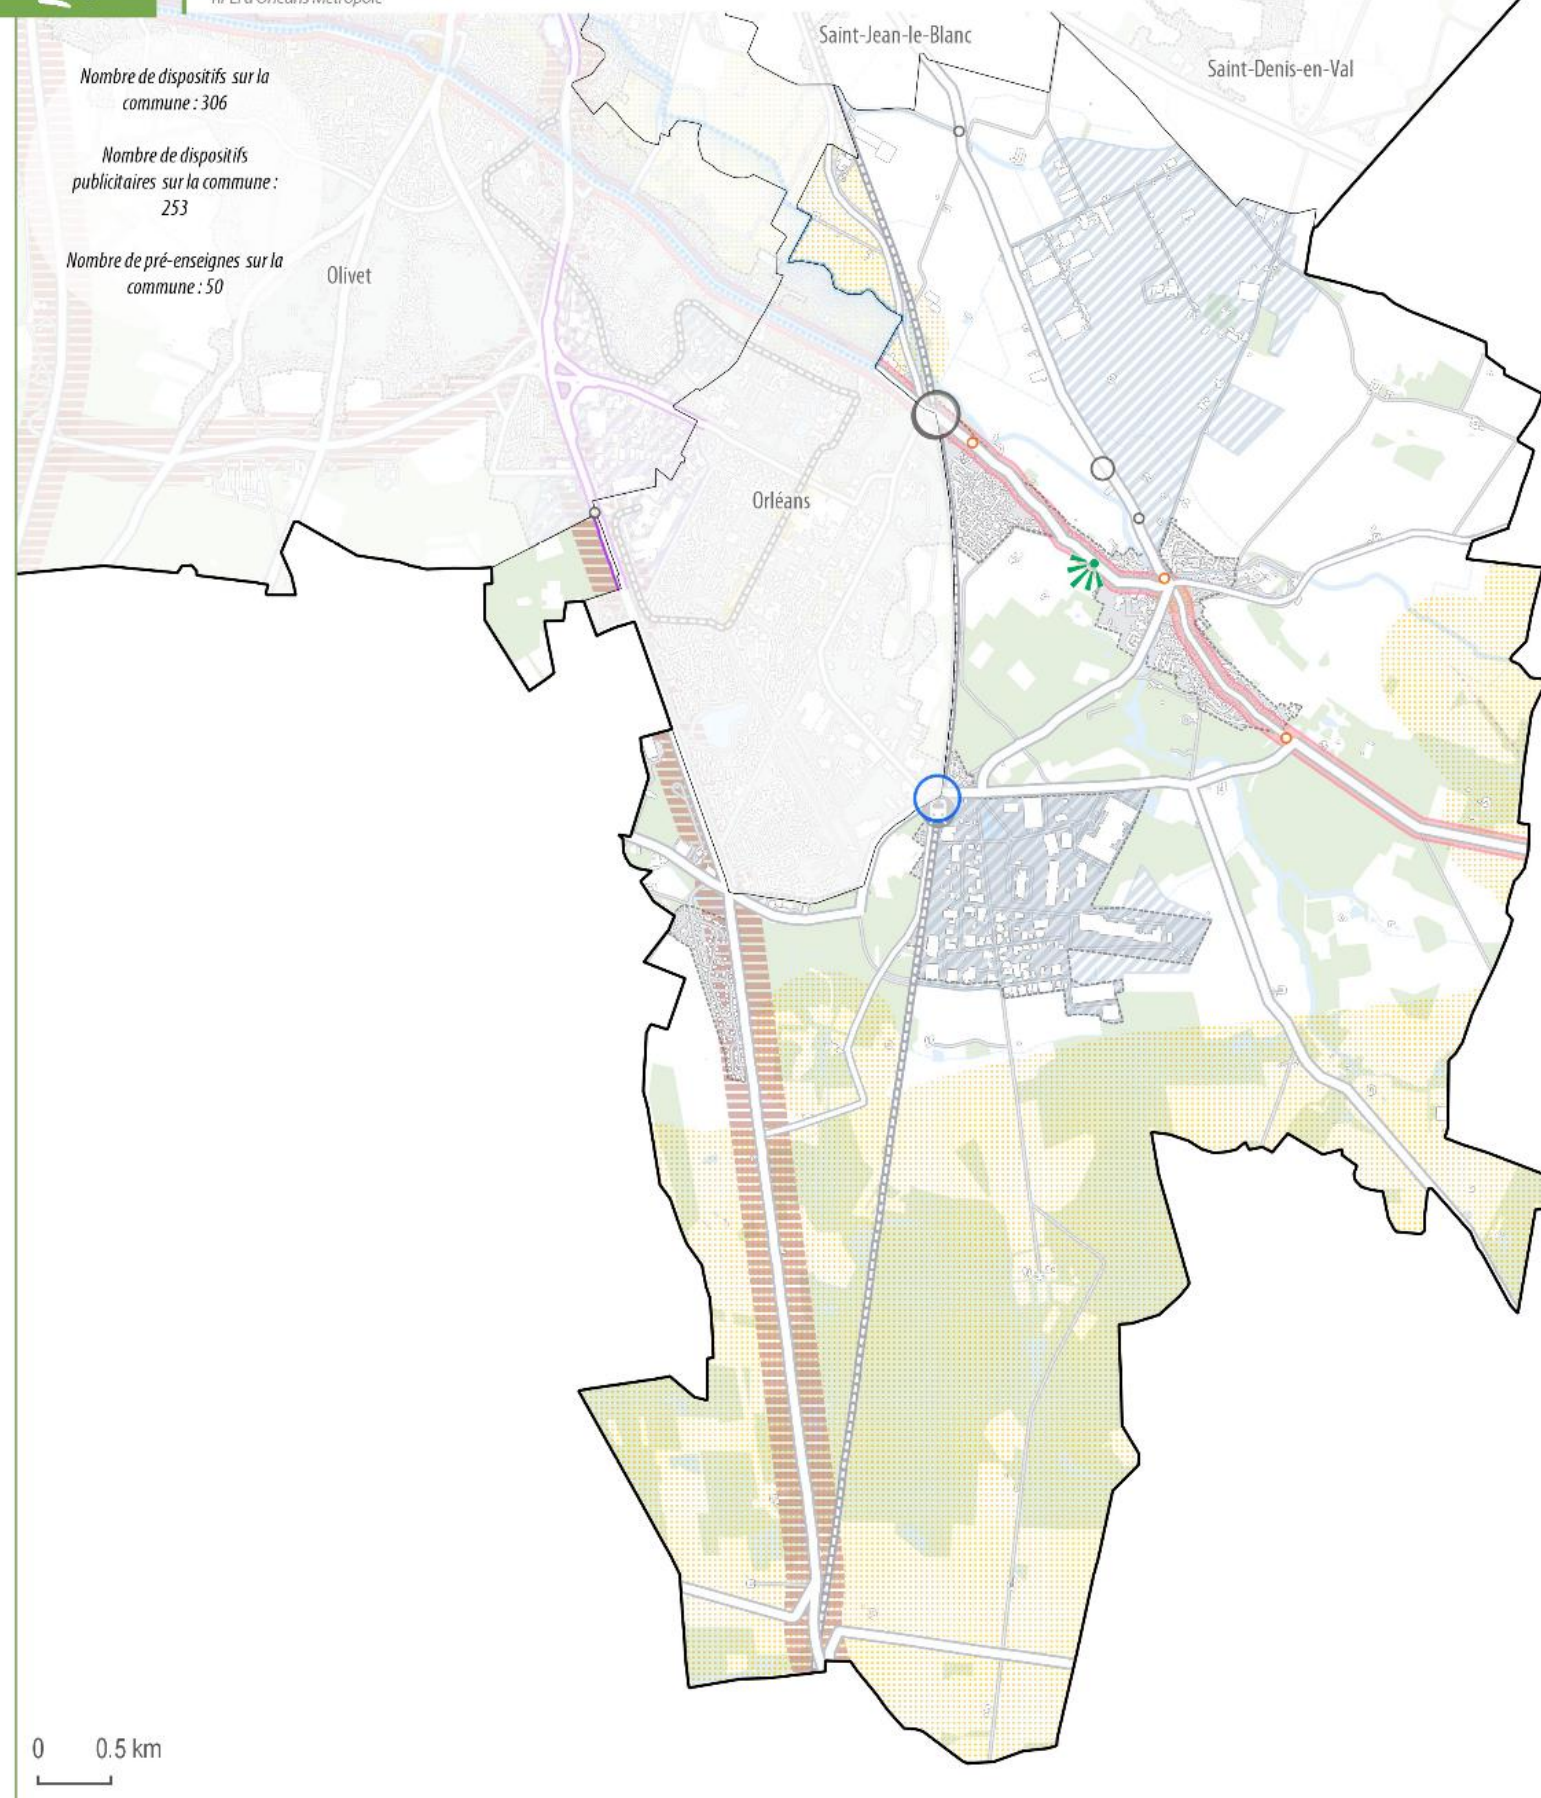 Saint-Jean-le-Blanc
Saint-Denis-en-Val
Nombre de dispositifs sur la
commune : 306
Nombre de dispositifs
publicitaires sur la commune :
253
Nombre de pré-enseignes sur la
commune : 50
Olivet
Orléans
0 0.5 km